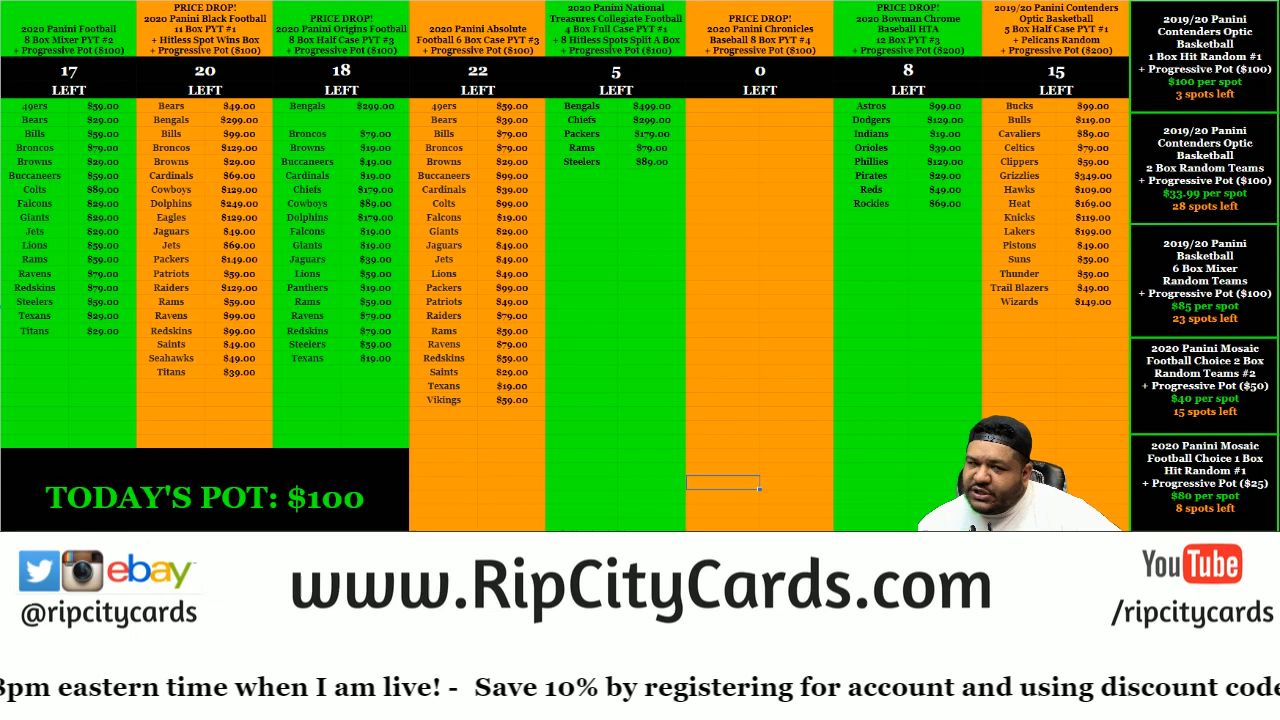 2020 Panini Football
8 Box Mixer PYT #2
+ Progressive Pot ($100)
17
LEFT
49ers $59.00
Bears $29.00
Bills $59.00
Broncos $79.00
Browns $29.00
Buccaneers $59.00
Colts $89.00
Falcons $29.00
Giants $29.00
Jets $29.00
Lions $59.00
Rams $59.00
Ravens $79.00
Redskins $79.00
Steelers $59.00
Texans $29.00
Titans $29.00
PRICE DROP!
2020 Panini Black Football
11 Box PYT #1
+ Hitless Spot Wins Box
+ Progressive Pot ($100)
20
LEFT
Bears $49.00
Bengals $299.00
Bills $99.00
Broncos $129.00
Browns $29.00
Cardinals $69.00
Cowboys $129.00
Dolphins $249.00
Eagles $129.00
Jaguars $49.00
Jets $69.00
Packers $149.00
Patriots $59.00
Raiders $129.00
Rams $59.00
Ravens $99.00
Redskins $99.00
Saints $49.00
Seahawks $49.00
Titans $39.00
PRICE DROP!
2020 Panini Origins Football
8 Box Half Case PYT #3
+ Progressive Pot ($100)
18
LEFT
Bengals $299.00
Broncos $79.00
Browns $19.00
Buccaneers $49.00
Cardinals $19.00
Chiefs $179.00
Cowboys $89.00
Dolphins $179.00
Falcons $19.00
Giants $19.00
Jaguars $39.00
Lions $59.00
Panthers $19.00
Rams $59.00
Ravens $79.00
Redskins $79.00
Steelers $59.00
Texans $19.00
2020 Panini Absolute
Football 6 Box Case PYT #3
+ Progressive Pot ($100)
22
LEFT
49ers $59.00
Bears $39.00
Bills $79.00
Broncos $79.00
Browns $29.00
Buccaneers $99.00
Cardinals $39.00
Colts $99.00
Falcons $19.00
Giants $29.00
Jaguars $49.00
Jets $49.00
Lions $49.00
Packers $99.00
Patriots $49.00
Raiders $79.00
Rams $59.00
Ravens $79.00
Redskins $59.00
Saints $29.00
Texans $19.00
Vikings $59.00
2020 Panini National
Treasures Collegiate Football
4 Box Full Case PYT #1
+ 8 Hitless Spots Split A Box
+ Progressive Pot ($100)
5
LEFT
Bengals $499.00
Chiefs $299.00
Packers $179.00
Rams $79.00
Steelers $89.00
PRICE DROP!
2020 Panini Chronicles
Baseball 8 Box PYT #4
+ Progressive Pot ($100)
0
LEFT
PRICE DROP!
2020 Bowman Chrome
Baseball HTA
12 Box PYT #3
+ Progressive Pot ($200)
8
LEFT
Astros $99.00
Dodgers $129.00
Indians $19.00
Orioles $39.00
Phillies $129.00
Pirates $29.00
Reds $49.00
Rockies $69.00
2019/20 Panini Contenders
Optic Basketball
5 Box Half Case PYT #1
+ Pelicans Random
+ Progressive Pot ($200)
15
LEFT
Bucks $99.00
Bulls $119.00
Cavaliers $89.00
Celtics $79.00
Clippers $59.00
Grizzlies $349.00
Hawks $109.00
Heat $169.00
Knicks $119.00
Lakers $199.00
Pistons $49.00
Suns $59.00
Thunder $59.00
Trail Blazers $49.00
Wizards $149.00
2019/20 Panini
Contenders Optic
Basketball
1 Box Hit Random #1
+ Progressive Pot ($100)
$100 per spot
3 spots left
2019/20 Panini
Contenders Optic
Basketball
2 Box Random Teams
+ Progressive Pot ($100)
$33.99 per spot
28 spots left
2019/20 Panini
Basketball
6 Box Mixer
Random Teams
+ Progressive Pot ($100)
$85 per spot
23 spots left
2020 Panini Mosaic
Football Choice 2 Box
Random Teams #2
+ Progressive Pot ($50)
$40 per spot
15 spots left
2020 Panini Mosaic
Football Choice 1 Box
Hit Random #1
+ Progressive Pot ($25)
$80 per spot
8 spots left
TODAY'S POT: $100
ebay
@ripcitycards
www.RipCityCards.com
YouTube
/ripcitycards
8pm eastern time when I am live! - Save 10% by registering for account and using discount code